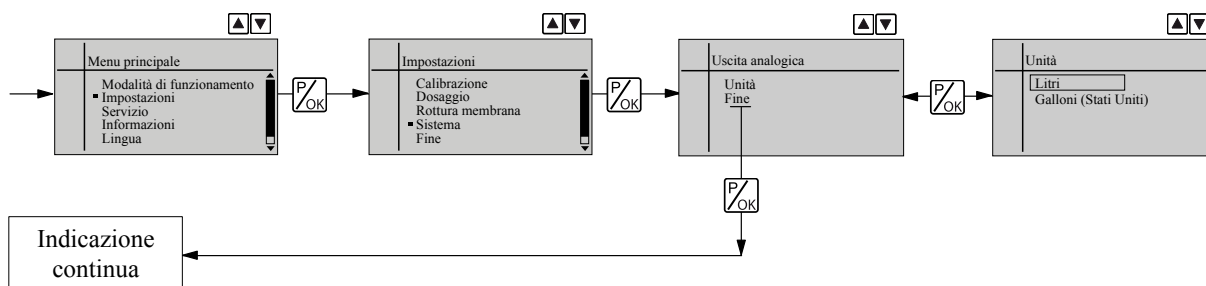 Menu principale
Modalità di funzionamento
Impostazioni
Servizio
Informazioni
Lingua
P/OK
Impostazioni
Calibrazione
Dosaggio
Rottura membrana
Sistema
Fine
P/OK
Uscita analogica
Unità
Fine
P/OK
Unità
Litri
Galloni (Stati Uniti)
P/OK
Indicazione
continua